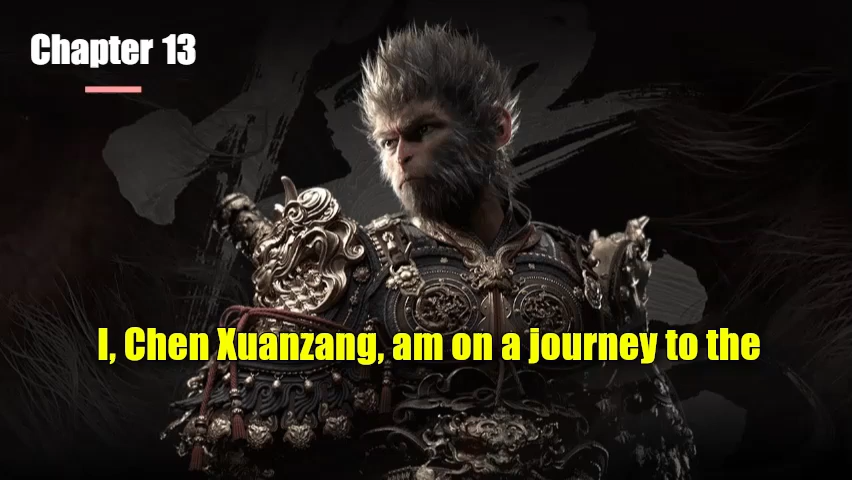 Chapter 13
I, Chen Xuanzang, am on a journey to the